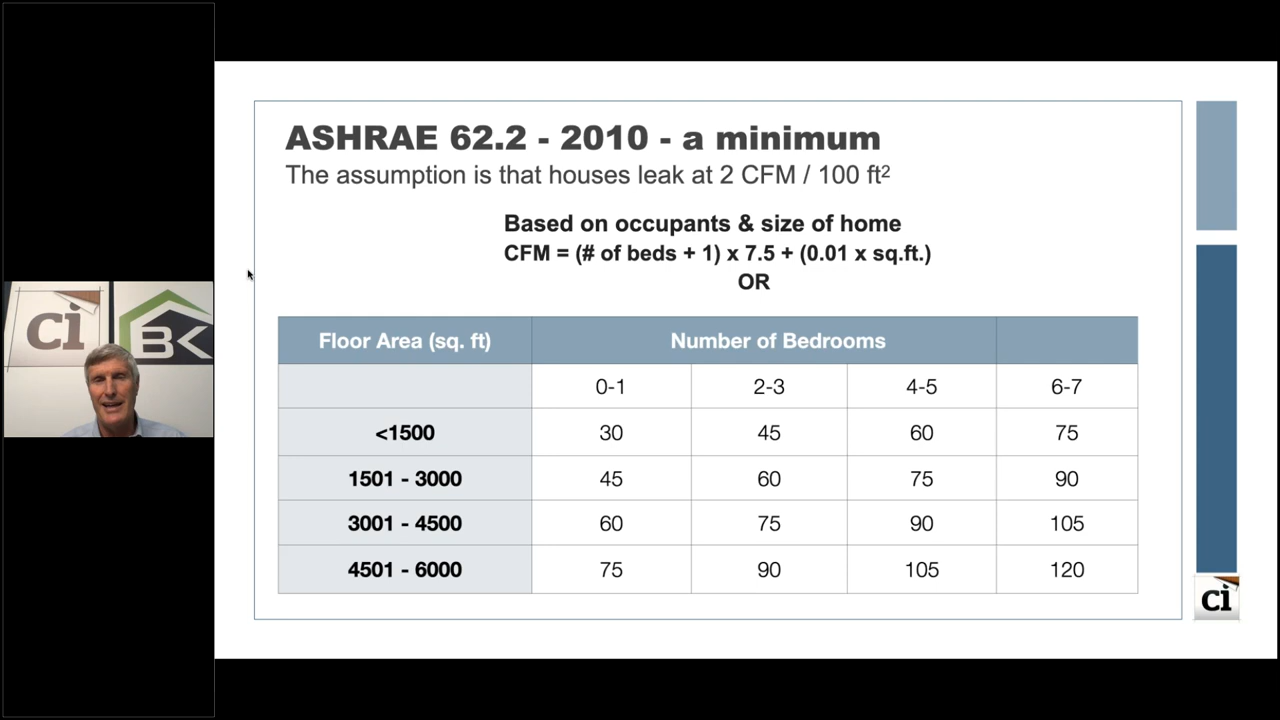 ASHRAE 62.2 - 2010 - a minimum
The assumption is that houses leak at 2 CFM / 100 ft²
Based on occupants & size of home
CFM = (# of beds + 1) x 7.5 + (0.01 x sq.ft.)
OR
Floor Area (sq. ft) Number of Bedrooms
0-1 2-3 4-5 6-7
<1500 30 45 60 75
1501 - 3000 45 60 75 90
3001 - 4500 60 75 90 105
4501 - 6000 75 90 105 120
ci
BK
ci